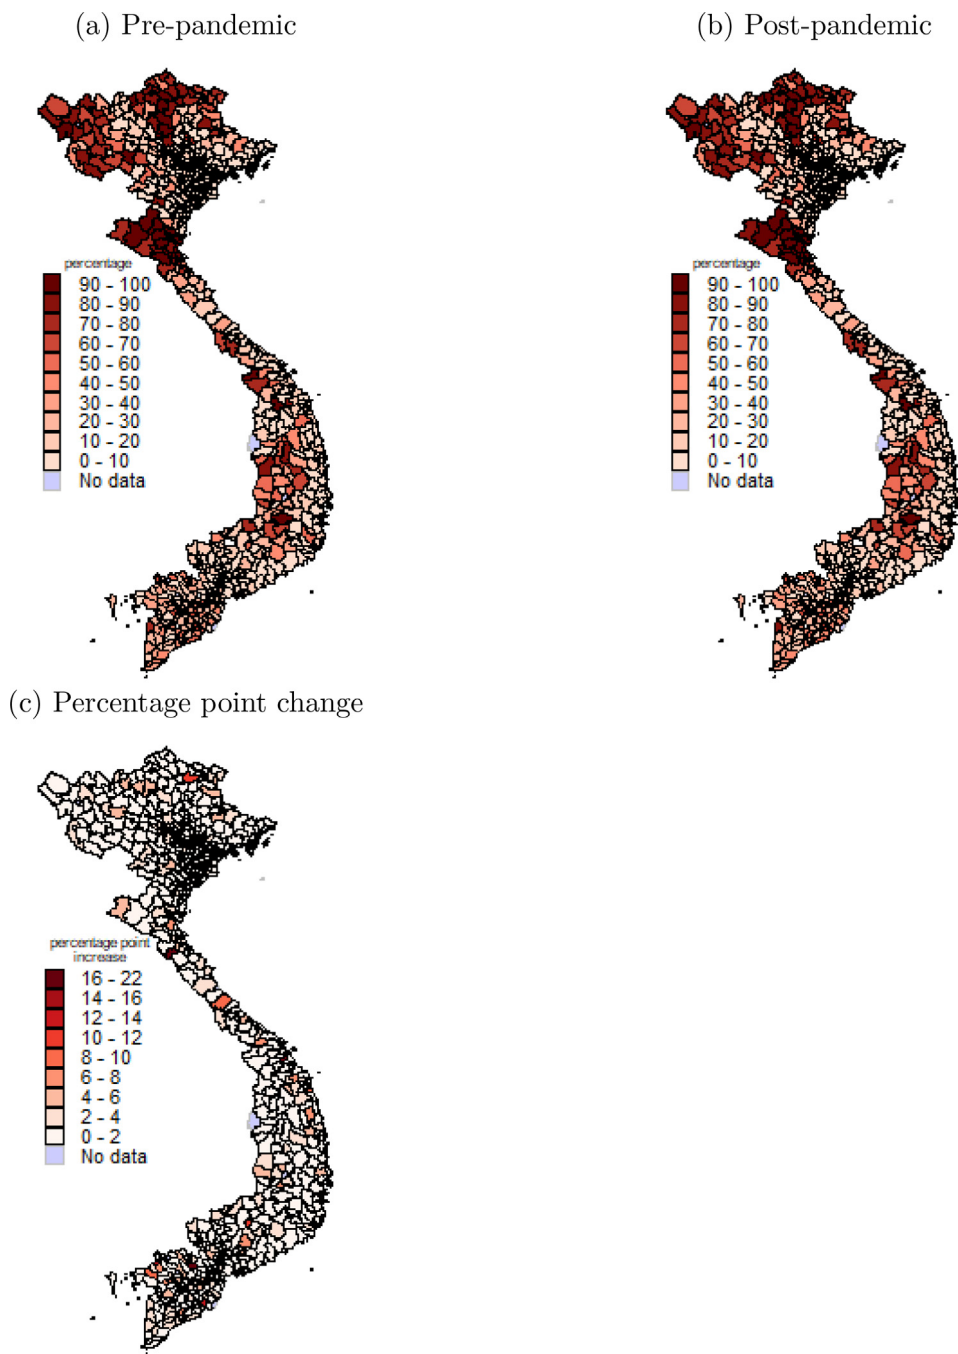 (a) Pre-pandemic
(b) Post-pandemic
percentage
90 - 100
80 - 90
70 - 80
60 - 70
50 - 60
40 - 50
30 - 40
20 - 30
10 - 20
0 - 10
No data
percentage
90 - 100
80 - 90
70 - 80
60 - 70
50 - 60
40 - 50
30 - 40
20 - 30
10 - 20
0 - 10
No data
(c) Percentage point change
percentage point
increase
16 - 22
14 - 16
12 - 14
10 - 12
8 - 10
6 - 8
4 - 6
2 - 4
0 - 2
No data